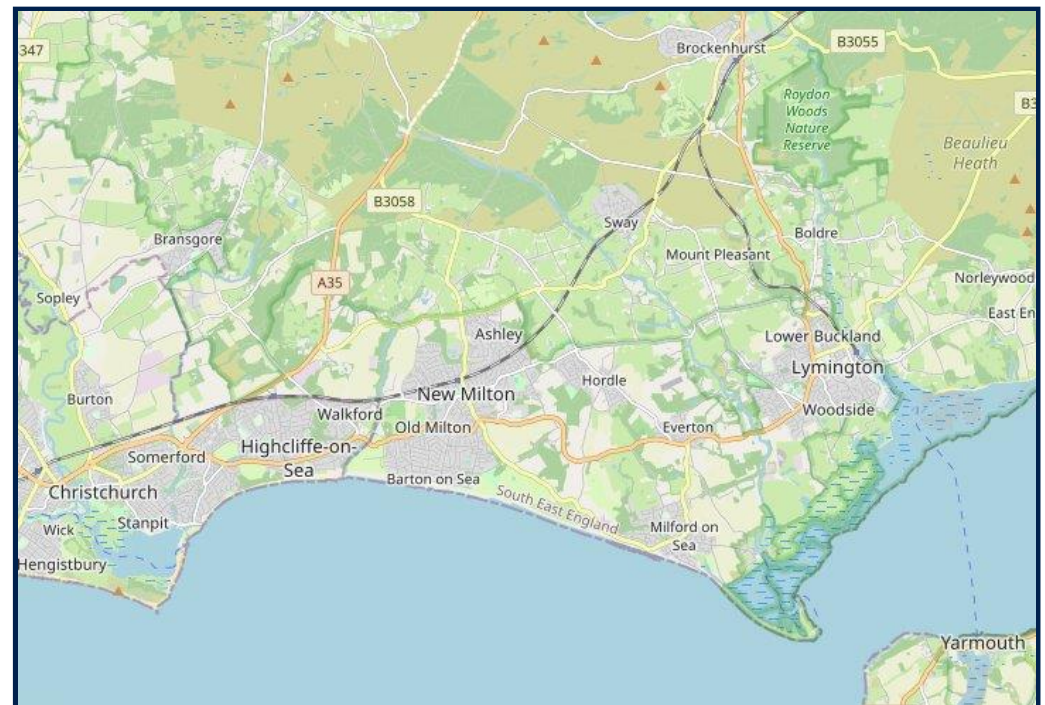 347
Brockenhurst
B3055
Roydon
Woods
Nature
Reserve
B3
Beaulieu
Heath
B3058
Sway
Bransgore
Boldre
Mount Pleasant
A35
Norleywood
Sopley
East En
Ashley
Lower Buckland
Lymington
Hordle
New Milton
Burton
Walkford
Woodside
Old Milton
Everton
Highcliffe-on-
Sea
Somerford
Barton on Sea
Christchurch
South East England
Stanpit
Wick
Milford on
Sea
Hengistbury
Yarmouth